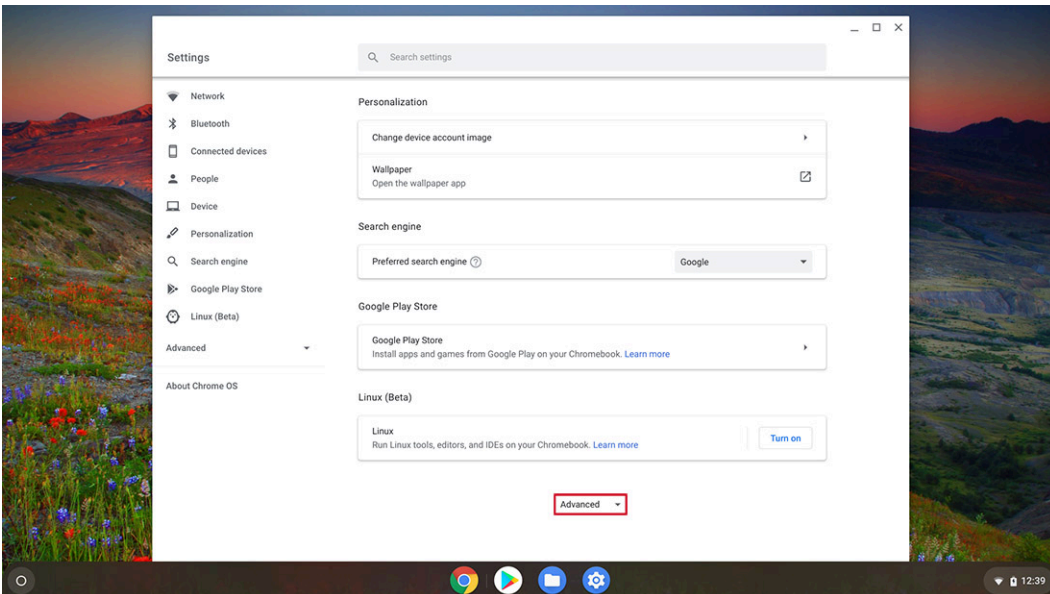 Settings
Search settings
Network
Bluetooth
Connected devices
People
Device
Personalization
Search engine
Google Play Store
Linux (Beta)
Advanced
About Chrome OS
Personalization
Change device account image
Wallpaper
Open the wallpaper app
Search engine
Preferred search engine
Google
Google Play Store
Google Play Store
Install apps and games from Google Play on your Chromebook. Learn more
Linux (Beta)
Linux
Run Linux tools, editors, and IDEs on your Chromebook. Learn more
Turn on
Advanced
12:39